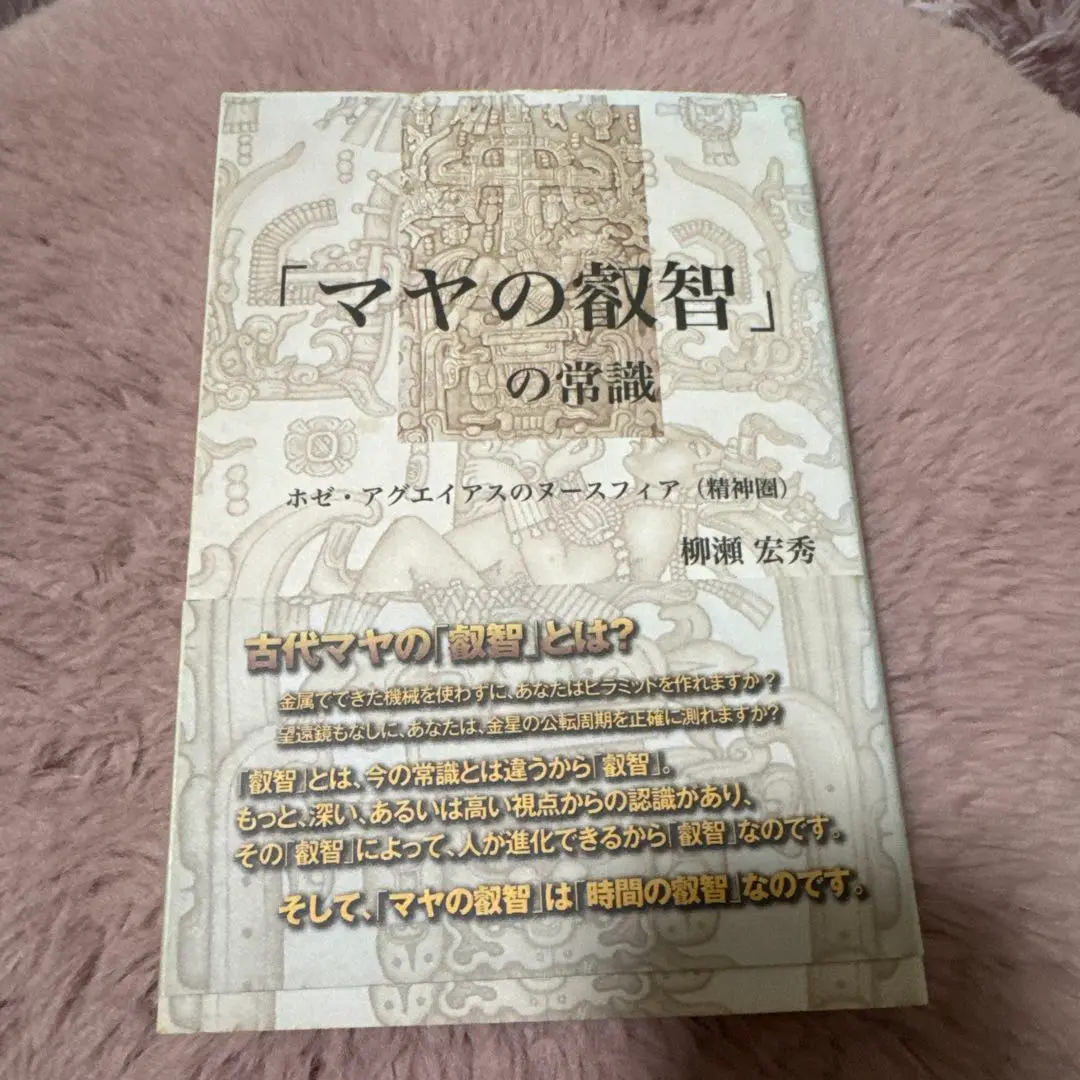 「マヤの叡智」
の常識
ホゼ・アグエイアスのヌースフィア（精神圏）
柳瀬 宏秀
古代マヤの「叡智」とは?
金属でできた機械を使わずに、あなたはピラミッドを作れますか?
望遠鏡もなしに、あなたは、金星の公転周期を正確に測れますか?
「叡智」とは、今の常識とは違うから「叡智」。
もっと、深い、あるいは高い視点からの認識があり、
その「叡智」によって、人が進化できるから「叡智」なのです。
そして、「マヤの叡智」は「時間の叡智」なのです。